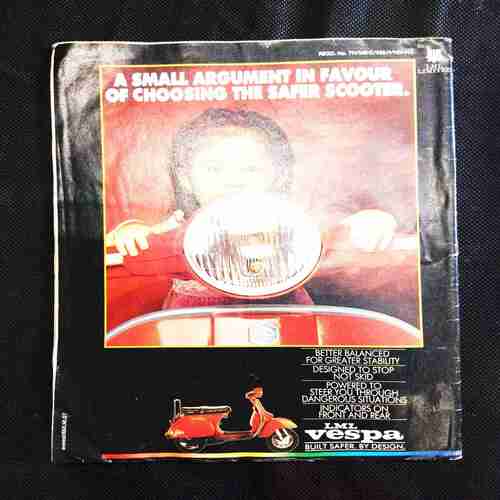 A SMALL ARGUMENT IN FAVOUR
OF CHOOSING THE SAFER SCOOTER.
BETTER BALANCED
FOR GREATER STABILITY
DESIGNED TO STOP
NOT SKID
POWERED TO
STEER YOU THROUGH
DANGEROUS SITUATIONS
INDICATORS ON
FRONT AND REAR
LML
vespa
BUILT SAFER. BY DESIGN.